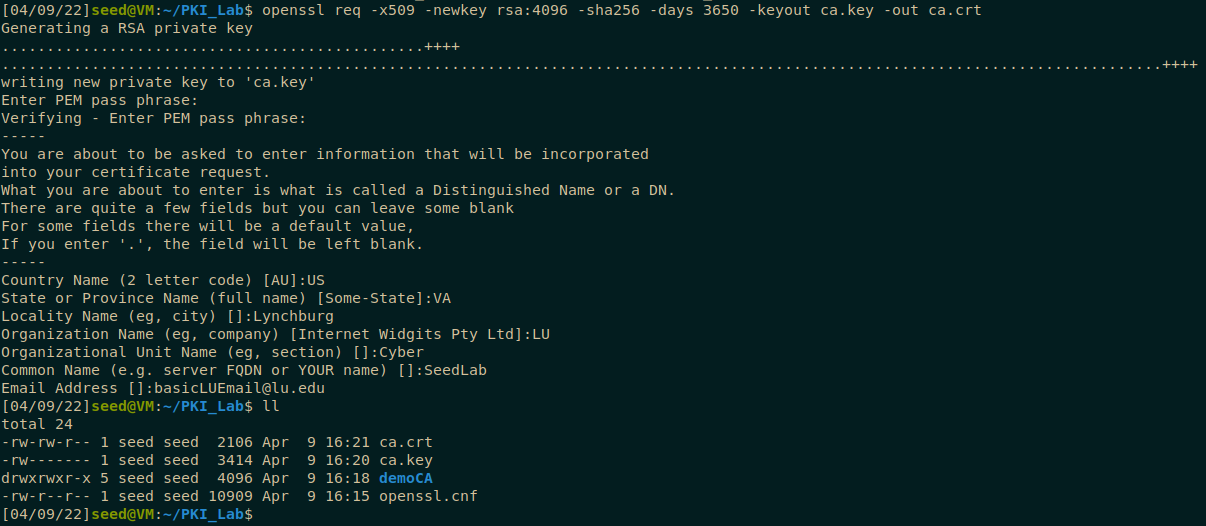 [04/09/22]seed@VM:~/PKI_Lab$ openssl req -x509 -newkey rsa:4096 -sha256 -days 3650 -keyout ca.key -out ca.crt
Generating a RSA private key
...............................................++++
.................................................................................................................................++++
writing new private key to 'ca.key'
Enter PEM pass phrase:
Verifying - Enter PEM pass phrase:
-----
You are about to be asked to enter information that will be incorporated
into your certificate request.
What you are about to enter is what is called a Distinguished Name or a DN.
There are quite a few fields but you can leave some blank
For some fields there will be a default value,
If you enter '.', the field will be left blank.
-----
Country Name (2 letter code) [AU]:US
State or Province Name (full name) [Some-State]:VA
Locality Name (eg, city) []:Lynchburg
Organization Name (eg, company) [Internet Widgits Pty Ltd]:LU
Organizational Unit Name (eg, section) []:Cyber
Common Name (e.g. server FQDN or YOUR name) []:SeedLab
Email Address []:basicLUEmail@lu.edu
[04/09/22]seed@VM:~/PKI_Lab$ ll
total 24
-rw-rw-r-- 1 seed seed  2106 Apr  9 16:21 ca.crt
-rw------- 1 seed seed  3414 Apr  9 16:20 ca.key
drwxrwxr-x 5 seed seed  4096 Apr  9 16:18 demoCA
-rw-r--r-- 1 seed seed 10909 Apr  9 16:15 openssl.cnf
[04/09/22]seed@VM:~/PKI_Lab$